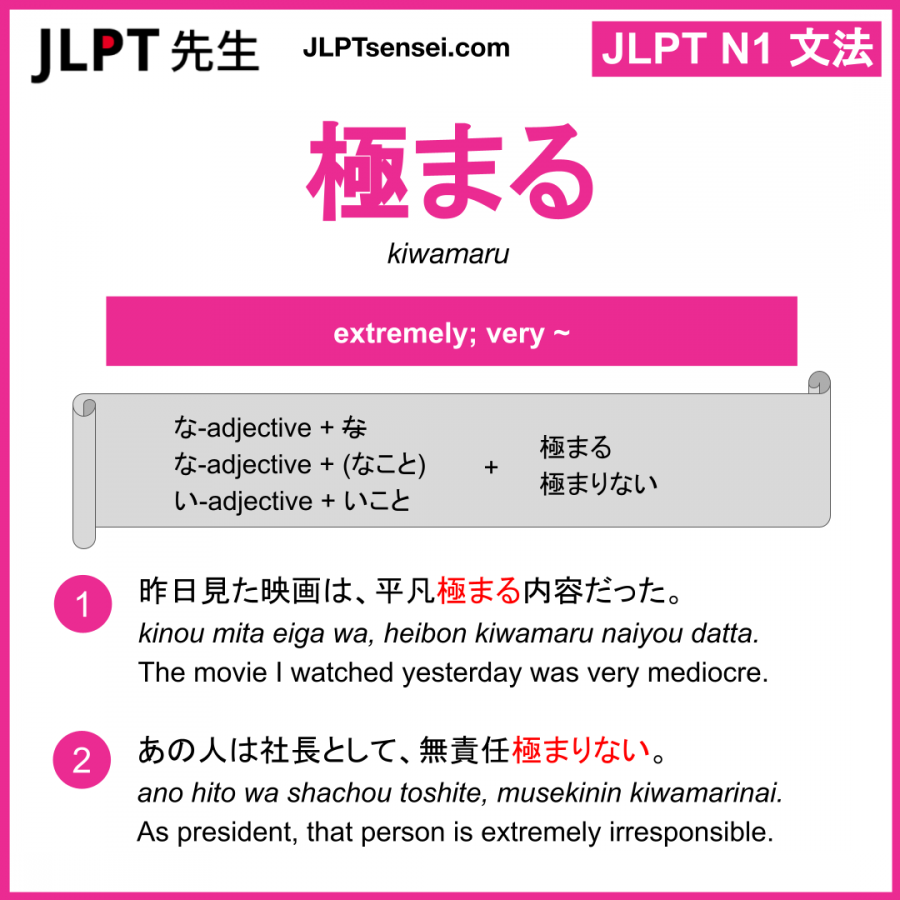 JLPT 先生
JLPTsensei.com
JLPT N1 文法
極まる
kiwamaru
extremely; very ~
な-adjective + な
な-adjective + (なこと)
い-adjective + いこと
+
極まる
極まりない
1
昨日見た映画は、平凡極まる内容だった。
kinou mita eiga wa, heibon kiwamaru naiyou datta.
The movie I watched yesterday was very mediocre.
2
あの人は社長として、無責任極まりない。
ano hito wa shachou toshite, musekinin kiwamarinai.
As president, that person is extremely irresponsible.